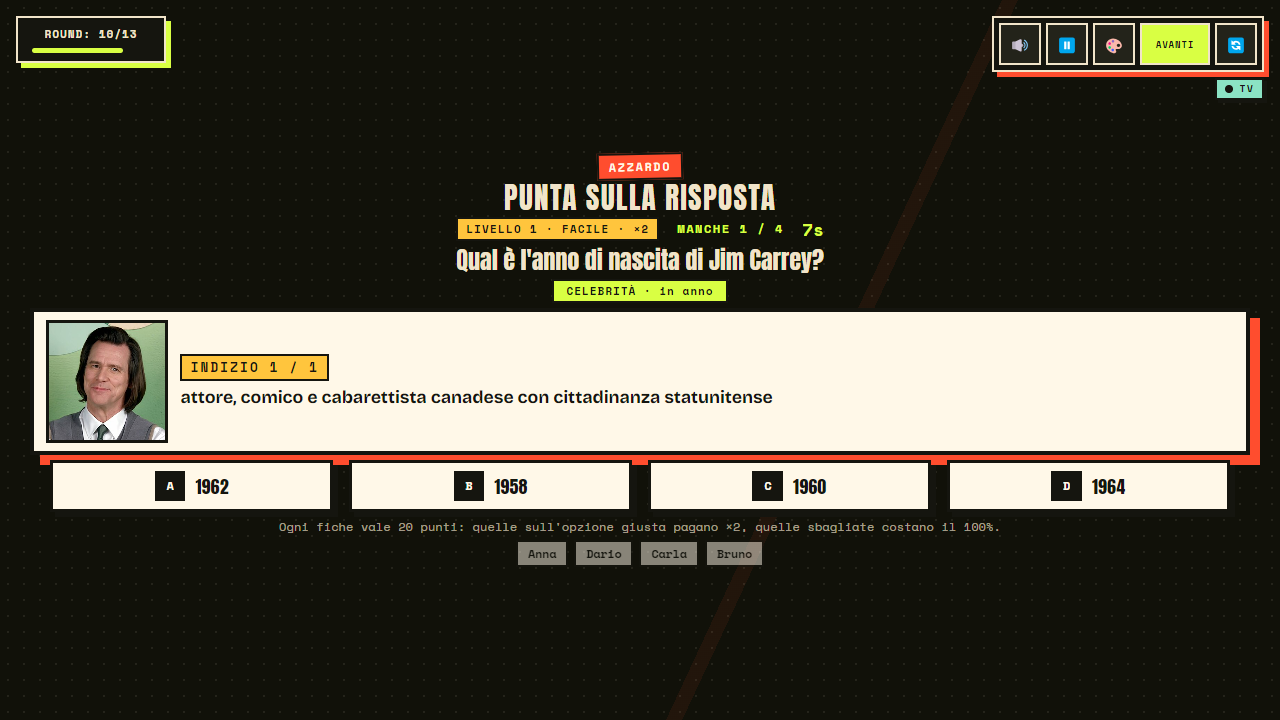 ROUND: 10/13
AVANTI
TV
AZZARDO
PUNTA SULLA RISPOSTA
LIVELLO 1 · FACILE · ×2 MANCHE 1 / 4 7s
Qual è l'anno di nascita di Jim Carrey?
CELEBRITÀ · in anno
INDIZIO 1 / 1
attore, comico e cabarettista canadese con cittadinanza statunitense
A 1962 B 1958 C 1960 D 1964
Ogni fiche vale 20 punti: quelle sull'opzione giusta pagano ×2, quelle sbagliate costano il 100%.
Anna Dario Carla Bruno